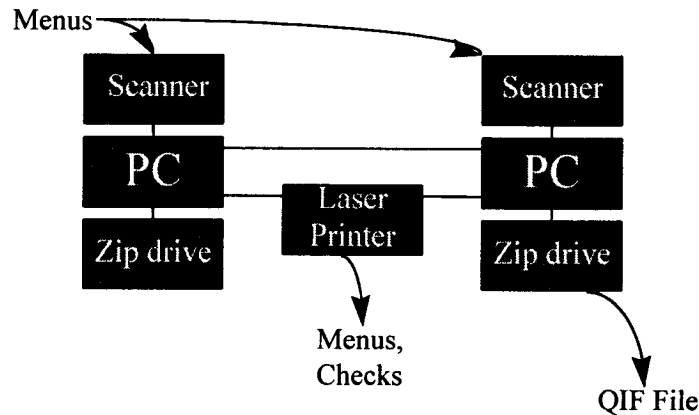 Menus
Scanner
Scanner
PC
PC
Laser
Printer
Zip drive
Zip drive
Menus,
Checks
QIF File